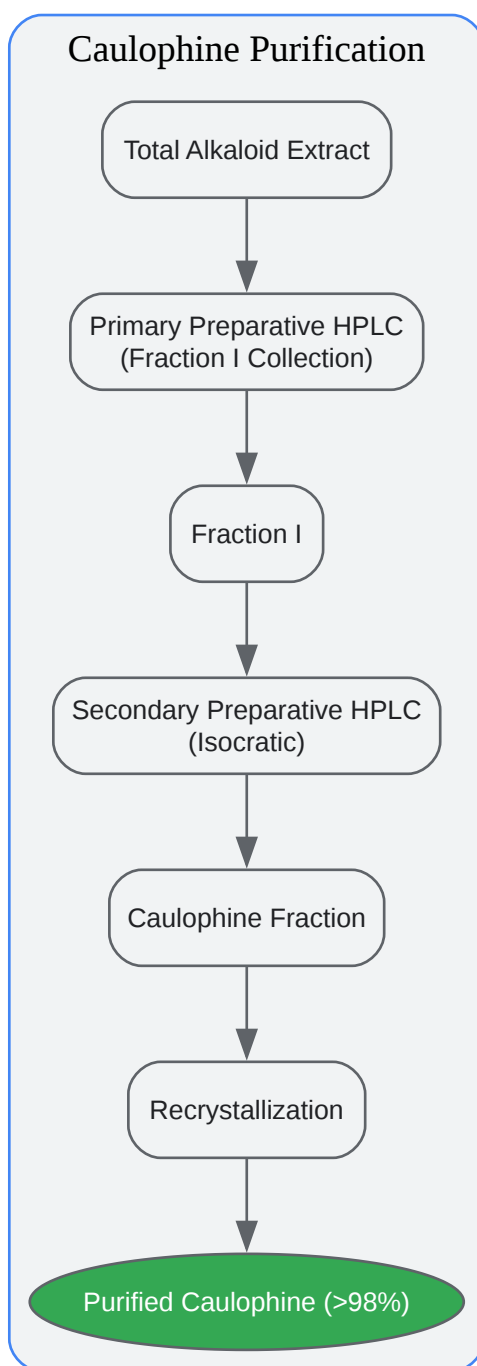 Caulophine Purification
Total Alkaloid Extract
Primary Preparative HPLC
(Fraction I Collection)
Fraction I
Secondary Preparative HPLC
(Isocratic)
Caulophine Fraction
Recrystallization
Purified Caulophine (>98%)